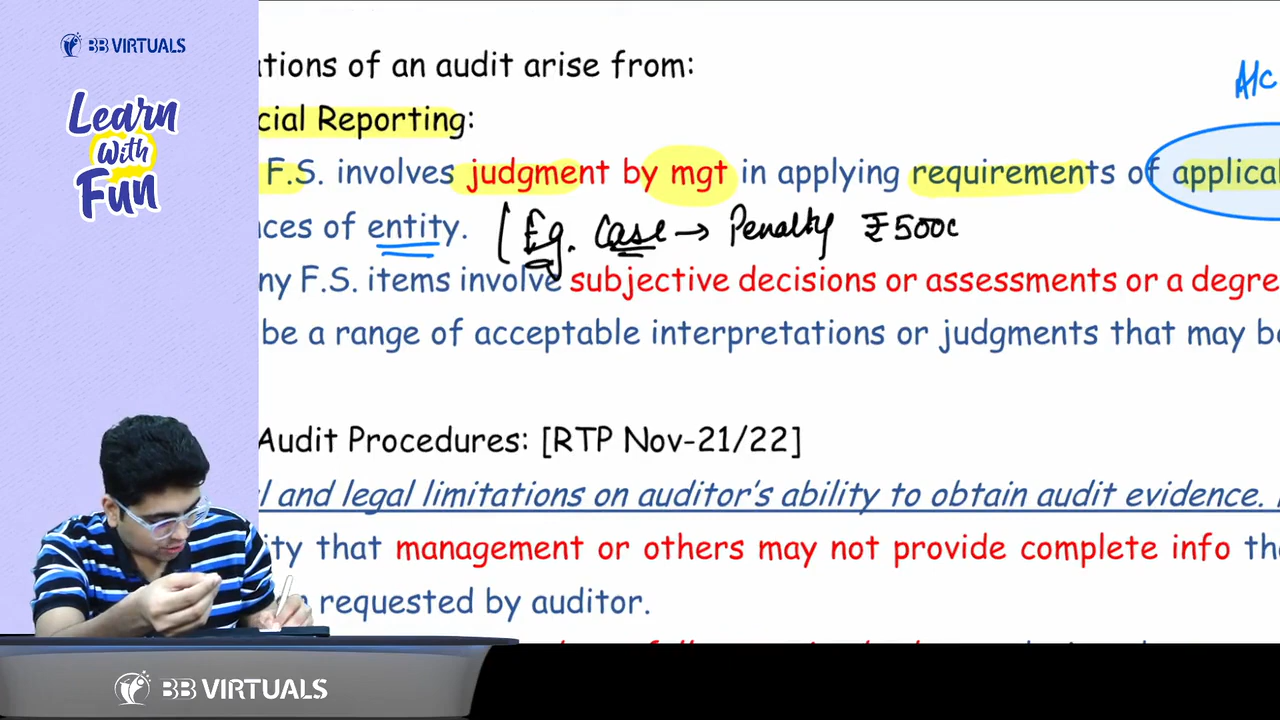 BB VIRTUALS
Learn
with
Fun
ations of an audit arise from:
A/c
cial Reporting:
F.S. involves judgment by mgt in applying requirements of applical
nces of entity. (Eg. Case → Penalty ₹500
ny F.S. items involve subjective decisions or assessments or a degre
be a range of acceptable interpretations or judgments that may be
Audit Procedures: [RTP Nov-21/22]
l and legal limitations on auditor's ability to obtain audit evidence.
ity that management or others may not provide complete info th
requested by auditor.
BB VIRTUALS